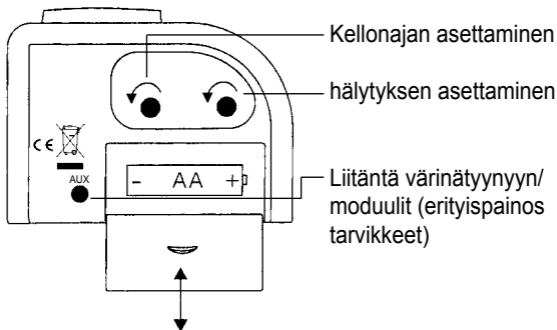 Kellonajan asettaminen
hälytyksen asettaminen
CE
AUX
- AA +
Liitäntä värinätyynyyn/
moduulit (erityispainos
tarvikkeet)